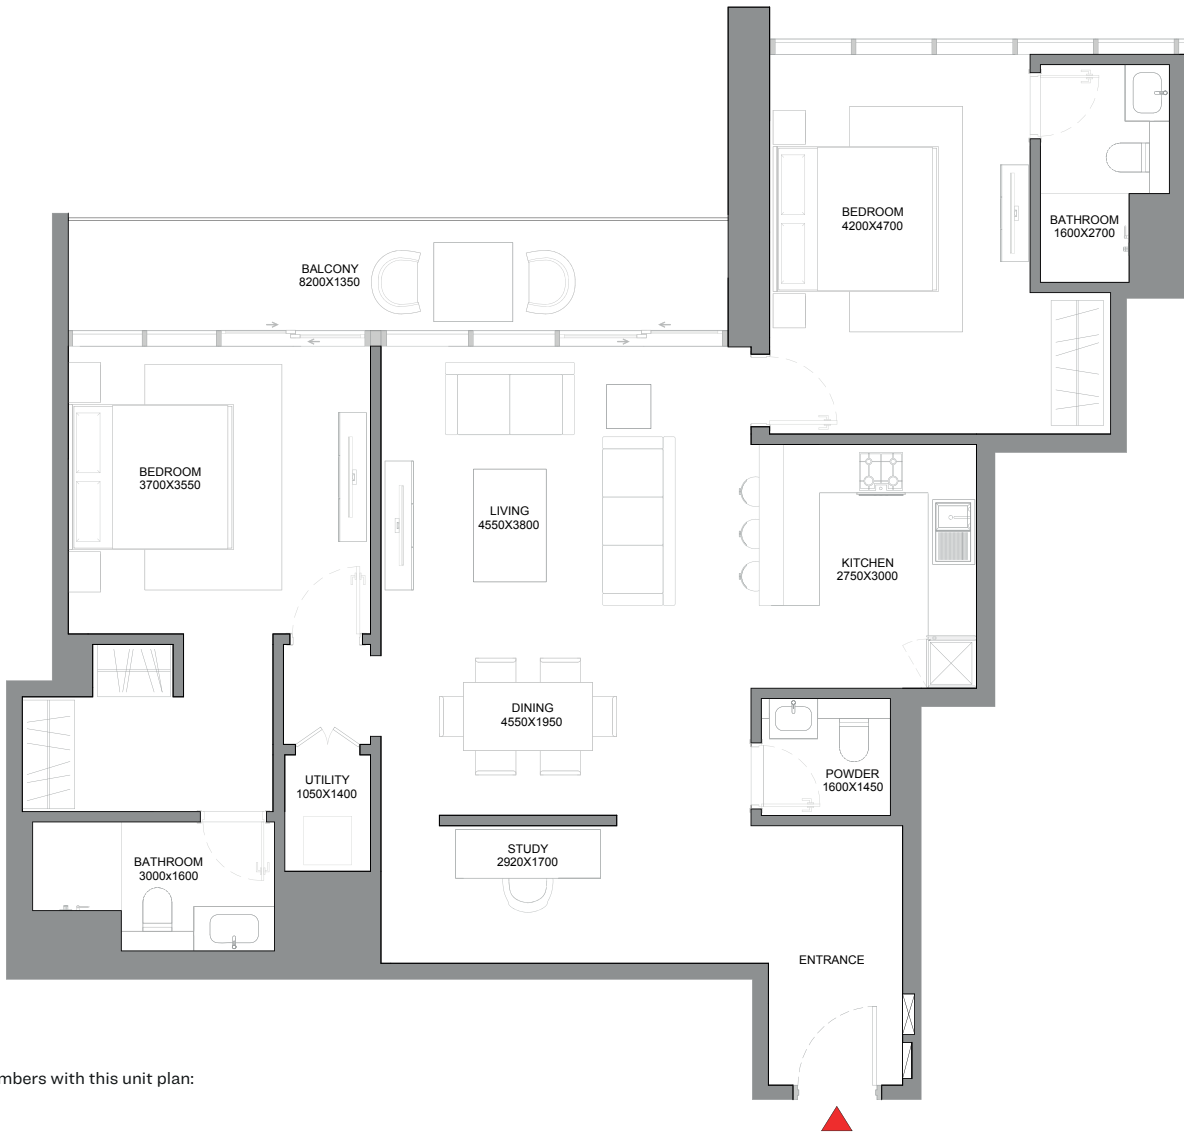 BEDROOM
4200X4700
BATHROOM
1600X2700
BALCONY
8200X1350
BEDROOM
3700X3550
LIVING
4550X3800
KITCHEN
2750X3000
DINING
4550X1950
UTILITY
1050X1400
POWDER
1600X1450
STUDY
2920X1700
BATHROOM
3000x1600
ENTRANCE
mbers with this unit plan: